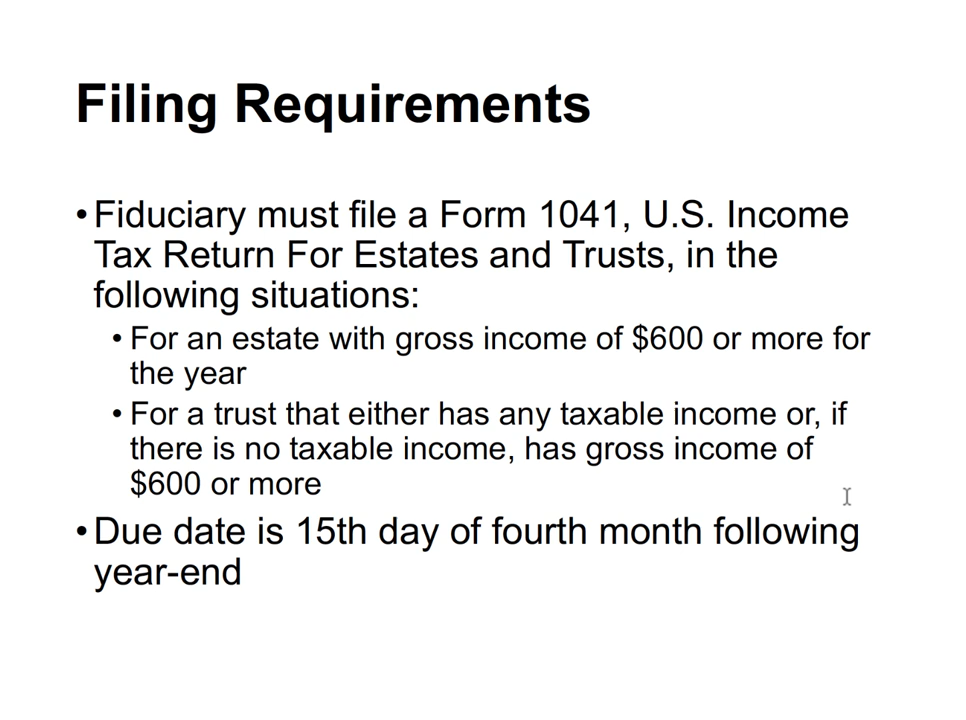 Filing Requirements
• Fiduciary must file a Form 1041, U.S. Income
Tax Return For Estates and Trusts, in the
following situations:
• For an estate with gross income of $600 or more for
the year
• For a trust that either has any taxable income or, if
there is no taxable income, has gross income of
$600 or more
• Due date is 15th day of fourth month following
year-end